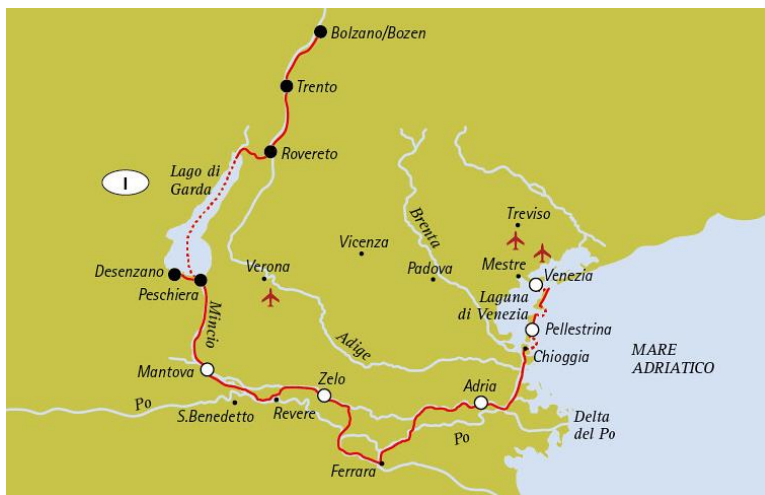 Bolzano/Bozen
Trento
Rovereto
Lago di
Garda
I
Treviso
Brenta
Vicenza
Mestre
Venezia
Padova
Desenzano
Verona
Peschiera
Laguna
di Venezia
Mincio
Pellestrina
Adige
Chioggia
MARE
ADRIATICO
Mantova
Zelo
Adria
Po
S.Benedetto
Revere
Po
Delta
del Po
Ferrara